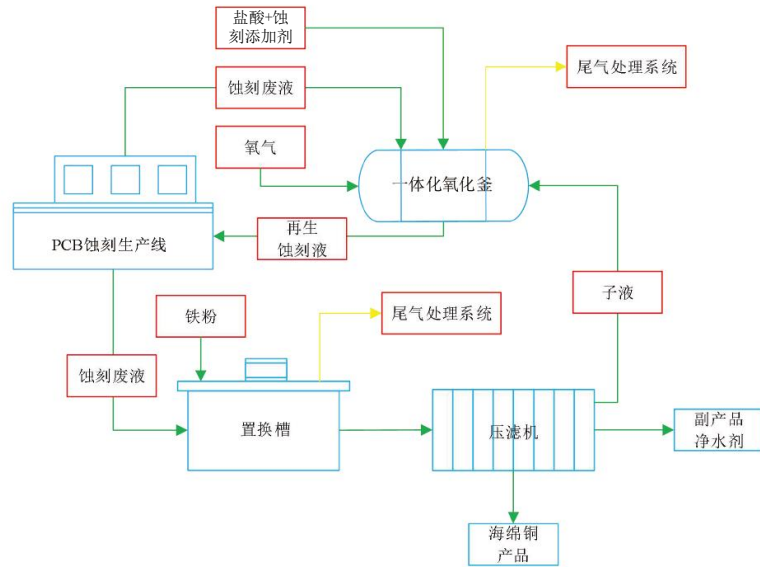 盐酸+蚀
刻添加剂
尾气处理系统
蚀刻废液
氧气
一体化氧化釜
再生
蚀刻液
PCB蚀刻生产线
子液
铁粉
尾气处理系统
蚀刻废液
置换槽
压滤机
副产品
净水剂
海绵铜
产品